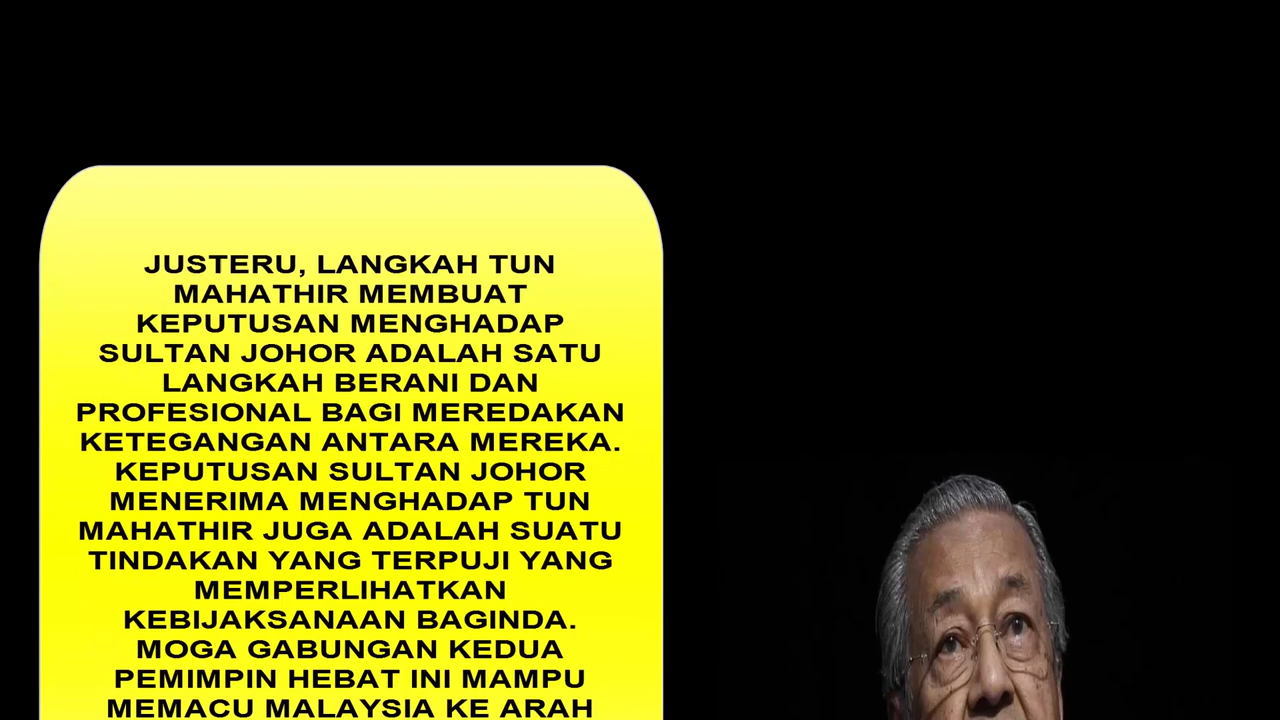 JUSTERU, LANGKAH TUN
MAHATHIR MEMBUAT
KEPUTUSAN MENGHADAP
SULTAN JOHOR ADALAH SATU
LANGKAH BERANI DAN
PROFESIONAL BAGI MEREDAKAN
KETEGANGAN ANTARA MEREKA.
KEPUTUSAN SULTAN JOHOR
MENERIMA MENGHADAP TUN
MAHATHIR JUGA ADALAH SUATU
TINDAKAN YANG TERPUJI YANG
MEMPERLIHATKAN
KEBIJAKSANAAN BAGINDA.
MOGA GABUNGAN KEDUA
PEMIMPIN HEBAT INI MAMPU
MEMACU MALAYSIA KE ARAH